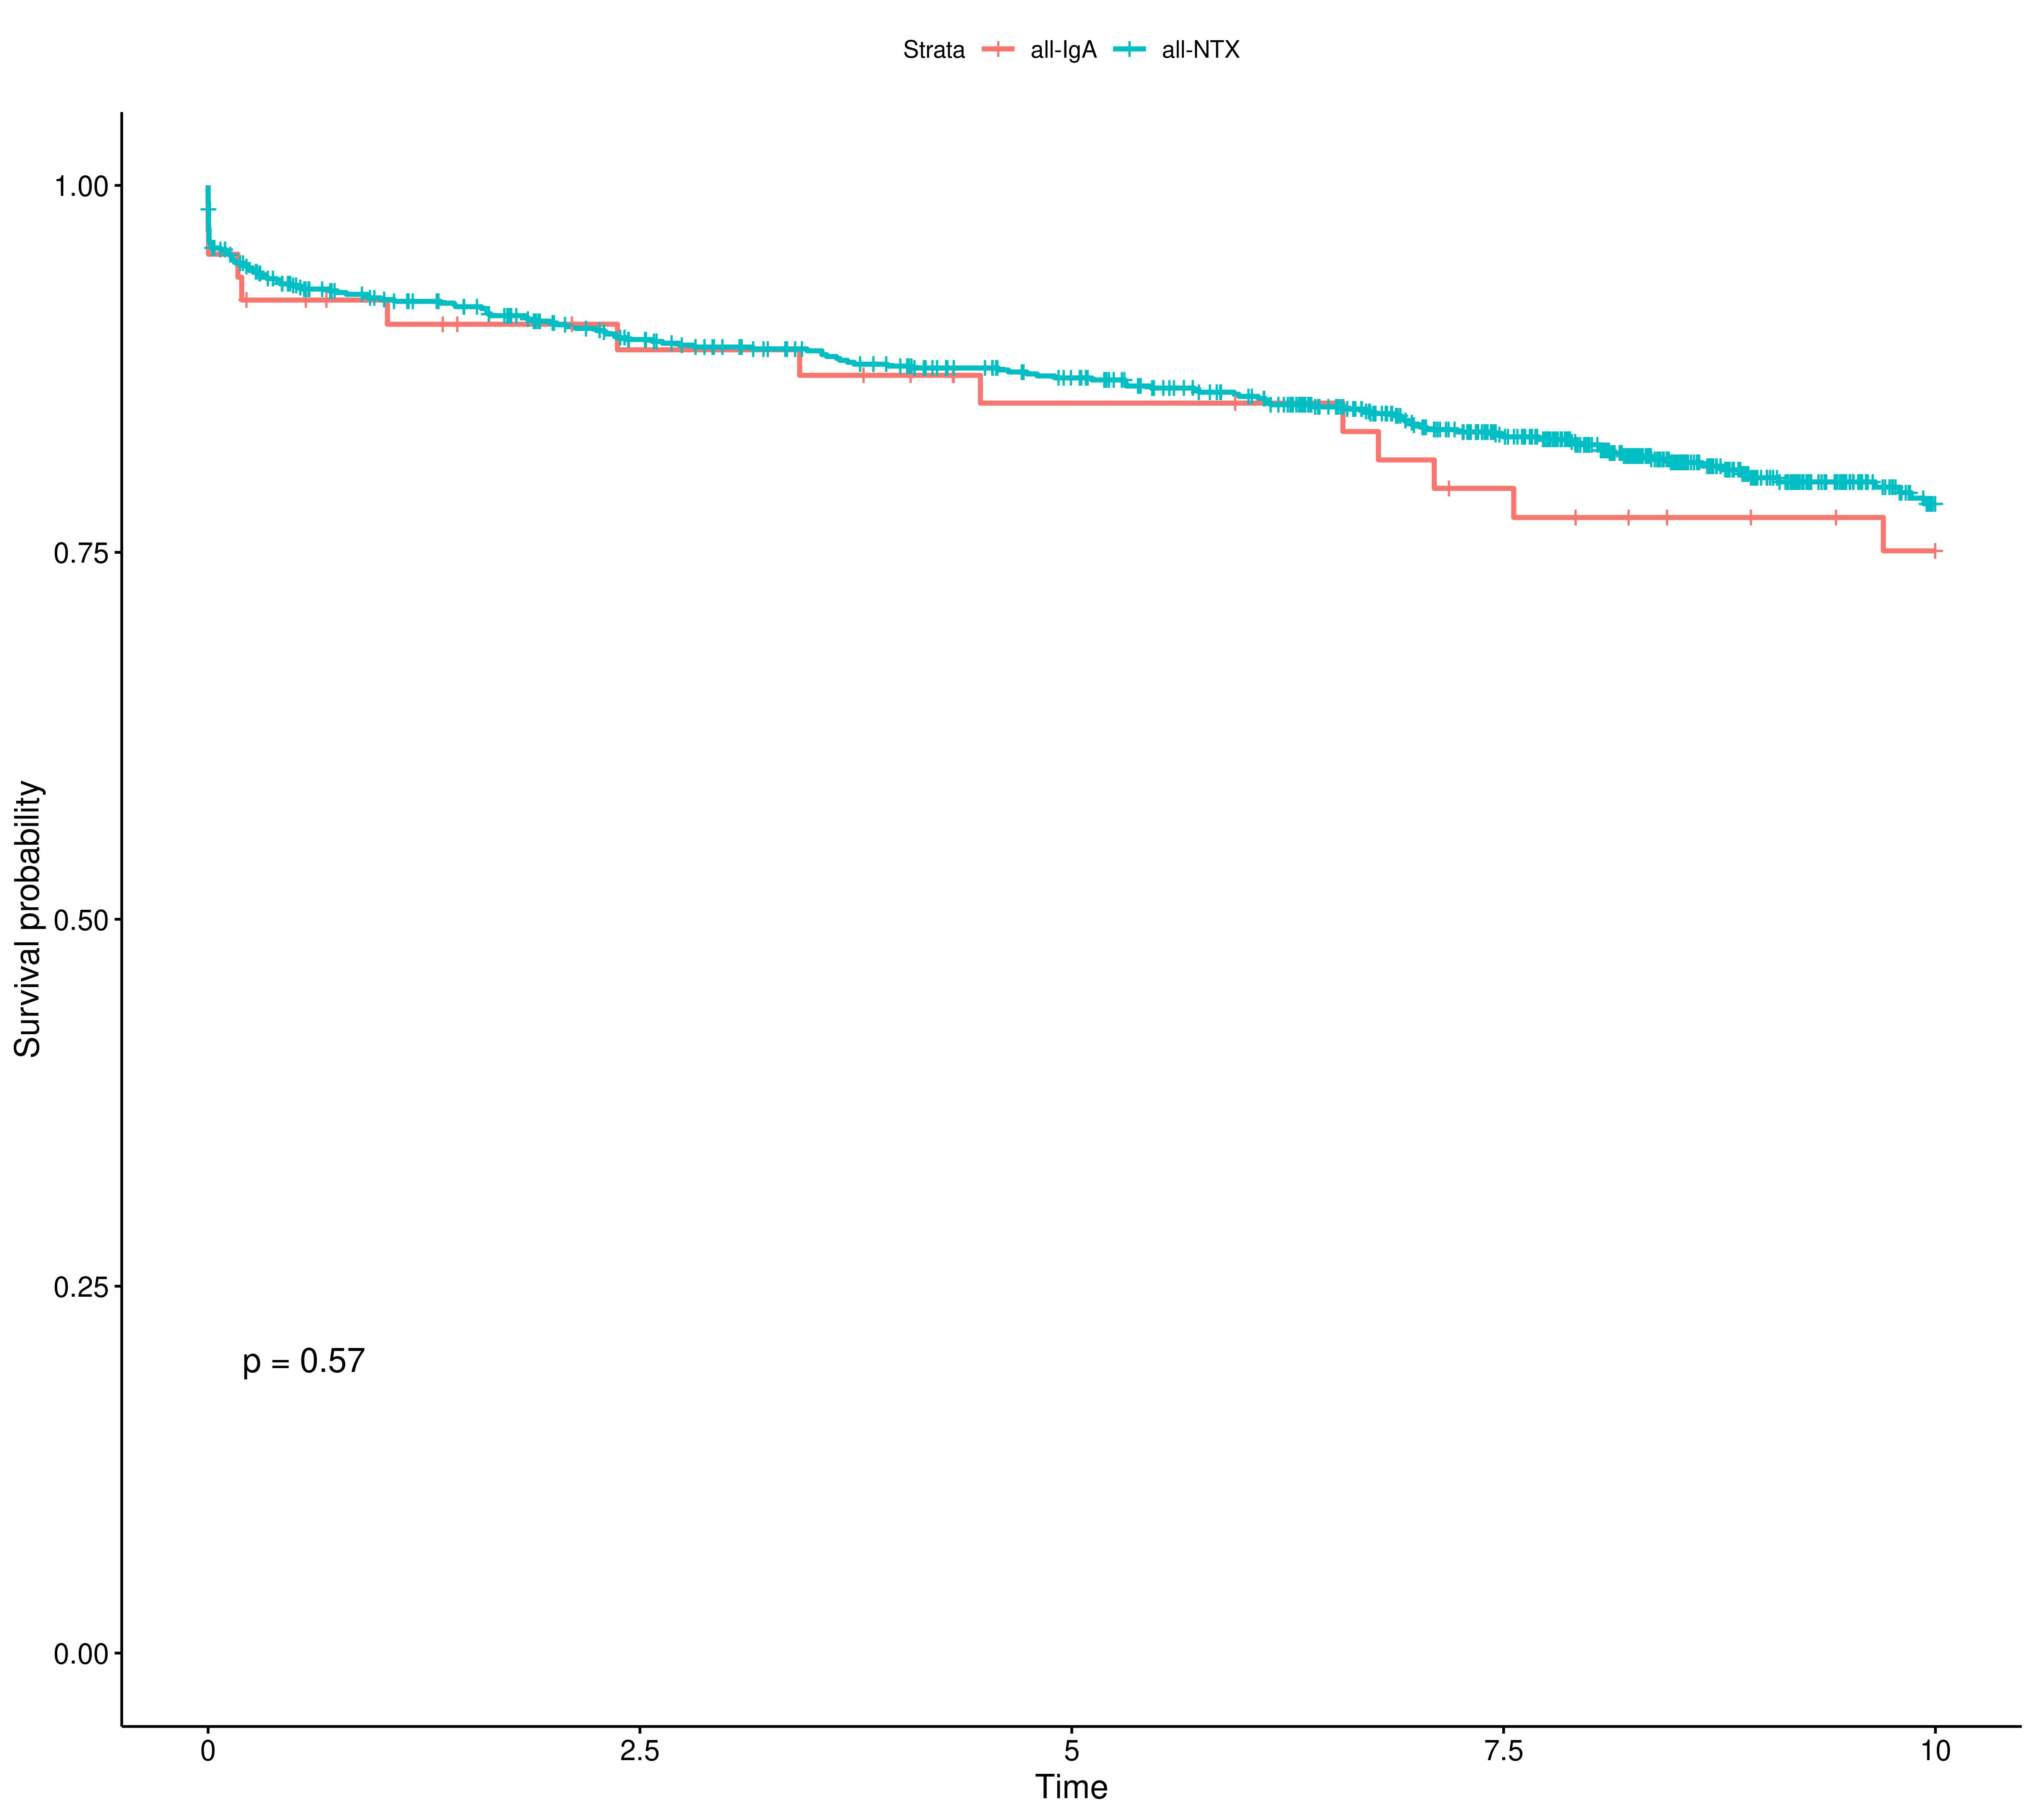 Strata all-IgA all-NTX
1.00
0.75
0.50
0.25
0.00
Survival probability
p = 0.57
0 2.5 5 7.5 10
Time